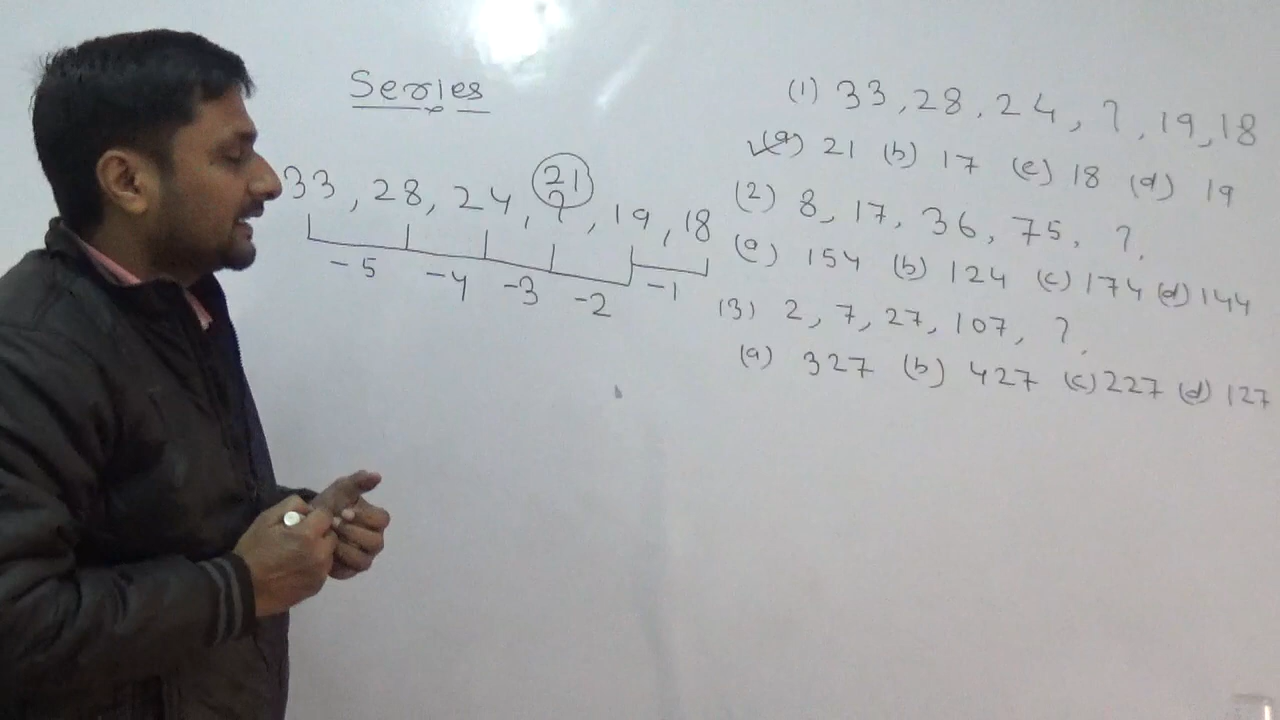 Series
33, 28, 24, ?, 19, 18
21
-5 -4 -3 -2 -1
(1) 33, 28, 24, ?, 19, 18
(a) 21 (b) 17 (c) 18 (d) 19
(2) 8, 17, 36, 75, ?.
(a) 154 (b) 124 (c) 174 (d) 144
(3) 2, 7, 27, 107, ?.
(a) 327 (b) 427 (c) 227 (d) 127